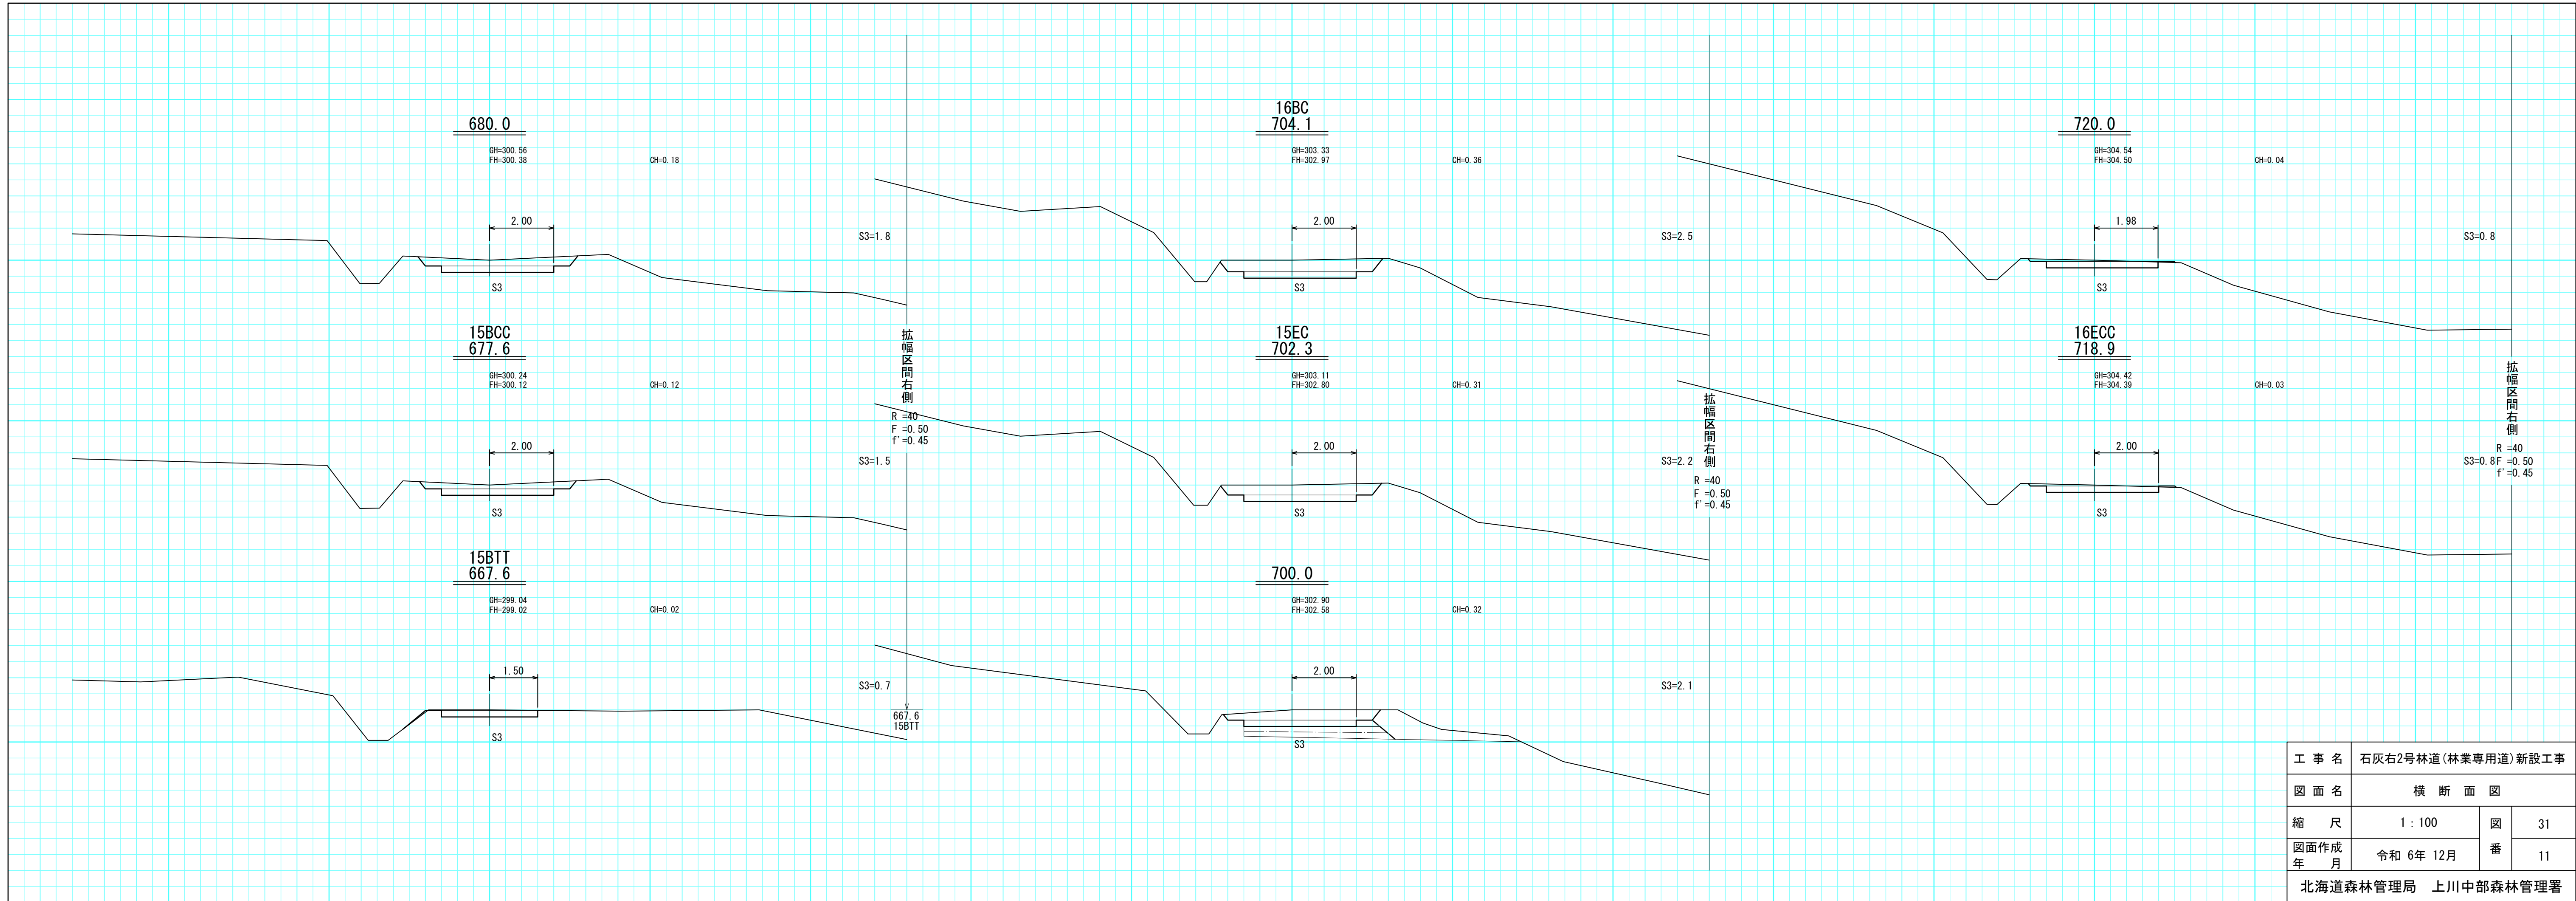 680.0
GH=300.56
FH=300.38
CH=0.18
2.00
S3=1.8
S3
15BCC
677.6
GH=300.24
FH=300.12
CH=0.12
2.00
S3=1.5
S3
15BTT
667.6
GH=299.04
FH=299.02
CH=0.02
1.50
S3=0.7
S3
拡幅区間右側
R =40
F =0.50
f'=0.45
667.6
15BTT
16BC
704.1
GH=303.33
FH=302.97
CH=0.36
2.00
S3=2.5
S3
15EC
702.3
GH=303.11
FH=302.80
CH=0.31
2.00
S3=2.2
S3
700.0
GH=302.90
FH=302.58
CH=0.32
2.00
S3=2.1
S3
拡幅区間右側
R =40
F =0.50
f'=0.45
720.0
GH=304.54
FH=304.50
CH=0.04
1.98
S3=0.8
S3
16ECC
718.9
GH=304.42
FH=304.39
CH=0.03
2.00
S3=0.8
S3
拡幅区間右側
R =40
F =0.50
f'=0.45
工 事 名 石灰右2号林道(林業専用道)新設工事
図 面 名 横 断 面 図
縮 尺 1 : 100 図 番 31
図面作成 年 月 令和 6年 12月 11
北海道森林管理局 上川中部森林管理署